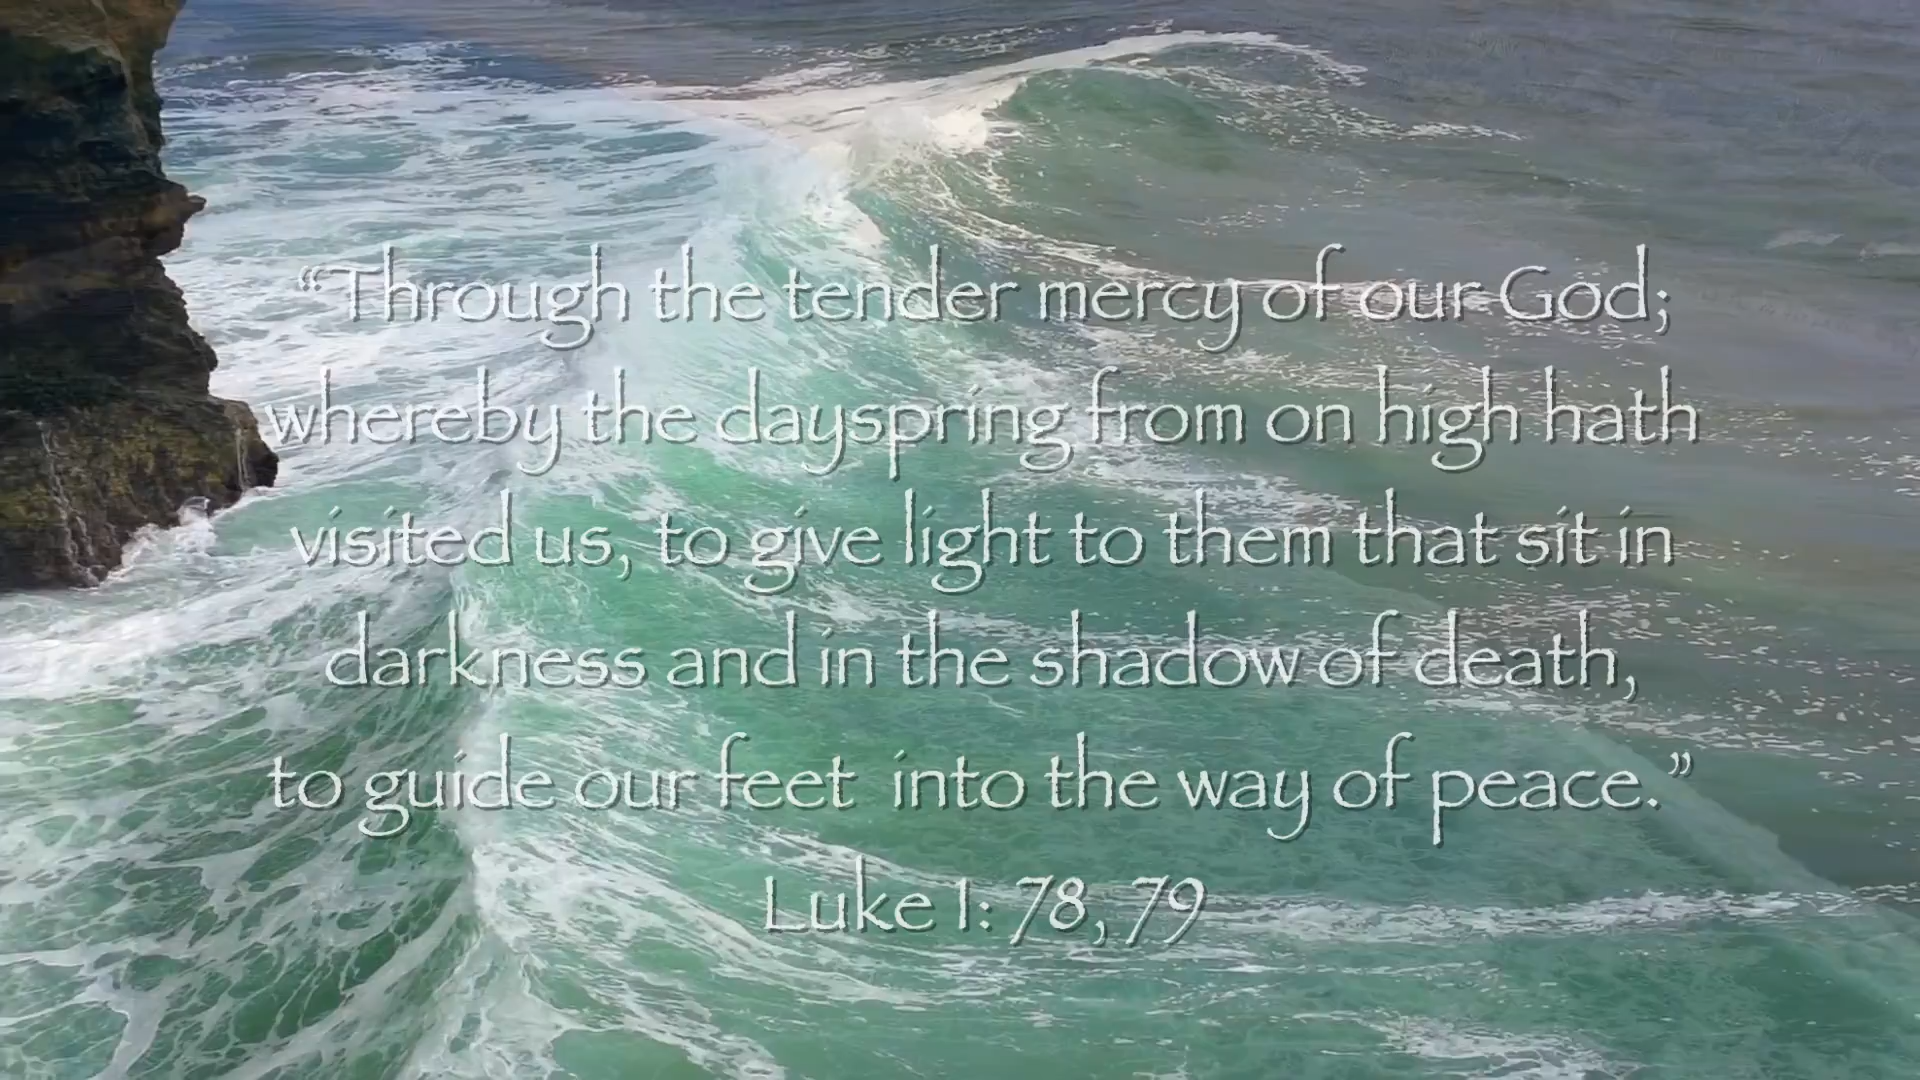 “Through the tender mercy of our God;
whereby the dayspring from on high hath
visited us, to give light to them that sit in
darkness and in the shadow of death,
to guide our feet into the way of peace.”
Luke 1: 78, 79